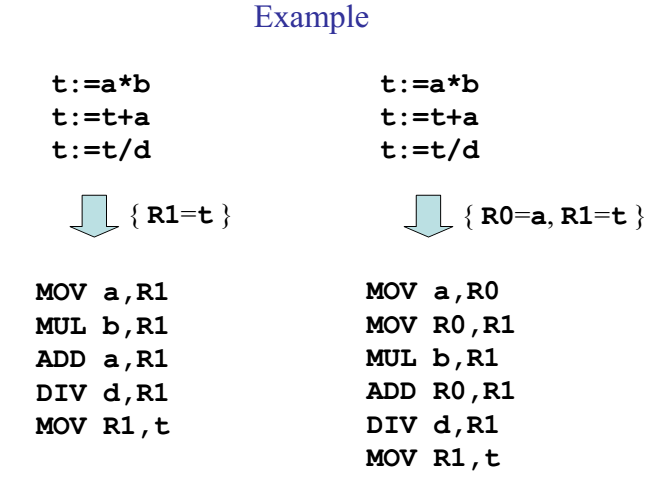 Example
t:=a*b
t:=t+a
t:=t/d
{ R1=t }
MOV a,R1
MUL b,R1
ADD a,R1
DIV d,R1
MOV R1,t
t:=a*b
t:=t+a
t:=t/d
{ R0=a, R1=t }
MOV a,R0
MOV R0,R1
MUL b,R1
ADD R0,R1
DIV d,R1
MOV R1,t